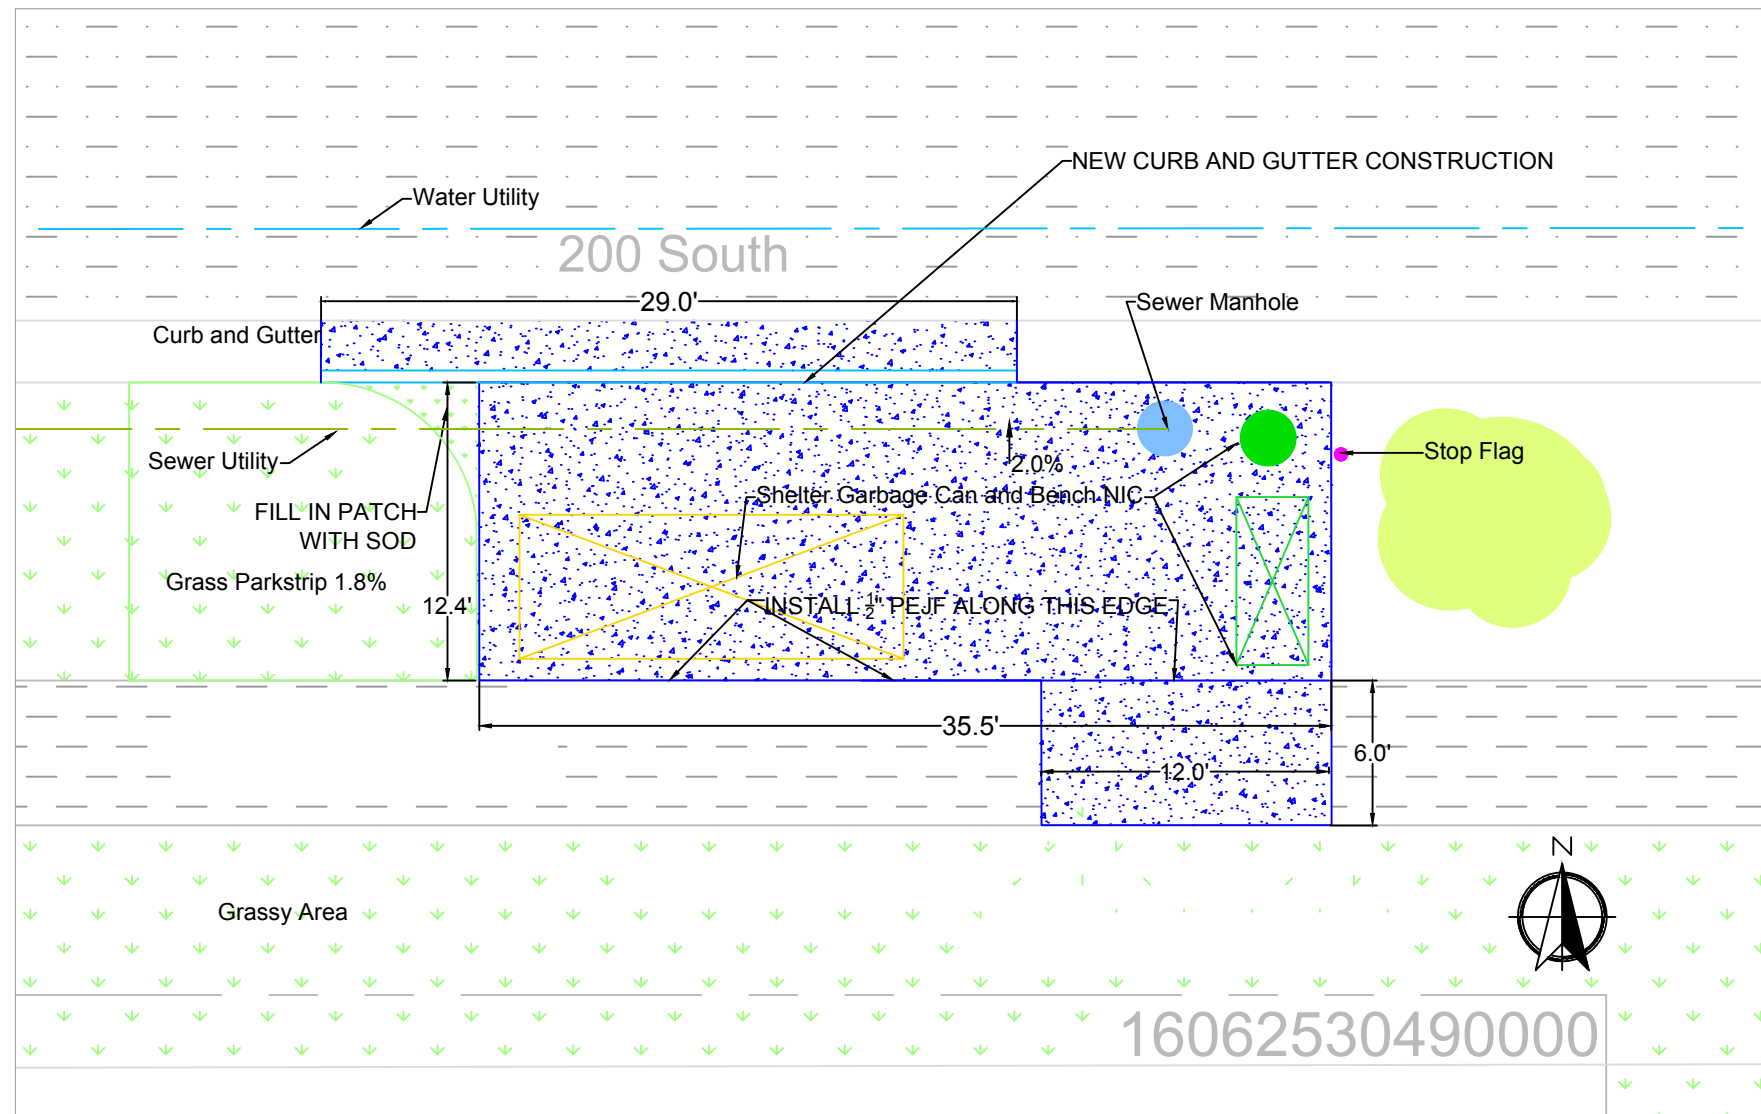 NEW CURB AND GUTTER CONSTRUCTION
Water Utility
200 South
29.0'
Sewer Manhole
Curb and Gutter
Stop Flag
Sewer Utility
2.0%
Shelter Garbage Can and Bench NIC
FILL IN PATCH
WITH SOD
Grass Parkstrip 1.8%
12.4'
INSTALL 1/2" PEJF ALONG THIS EDGE
35.5'
6.0'
12.0'
N
Grassy Area
16062530490000